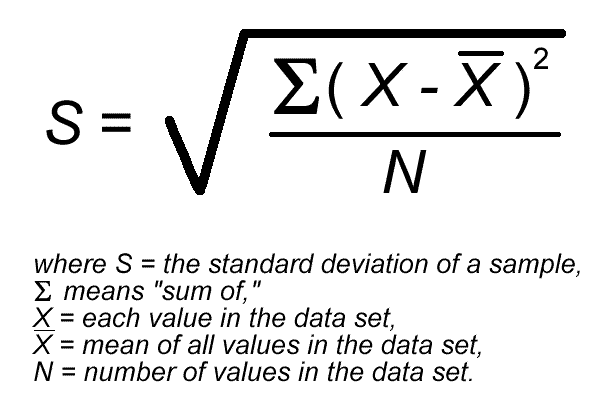 S = √(Σ(X - X̅)² / N)
where S = the standard deviation of a sample,
Σ means "sum of,"
X = each value in the data set,
X̅ = mean of all values in the data set,
N = number of values in the data set.